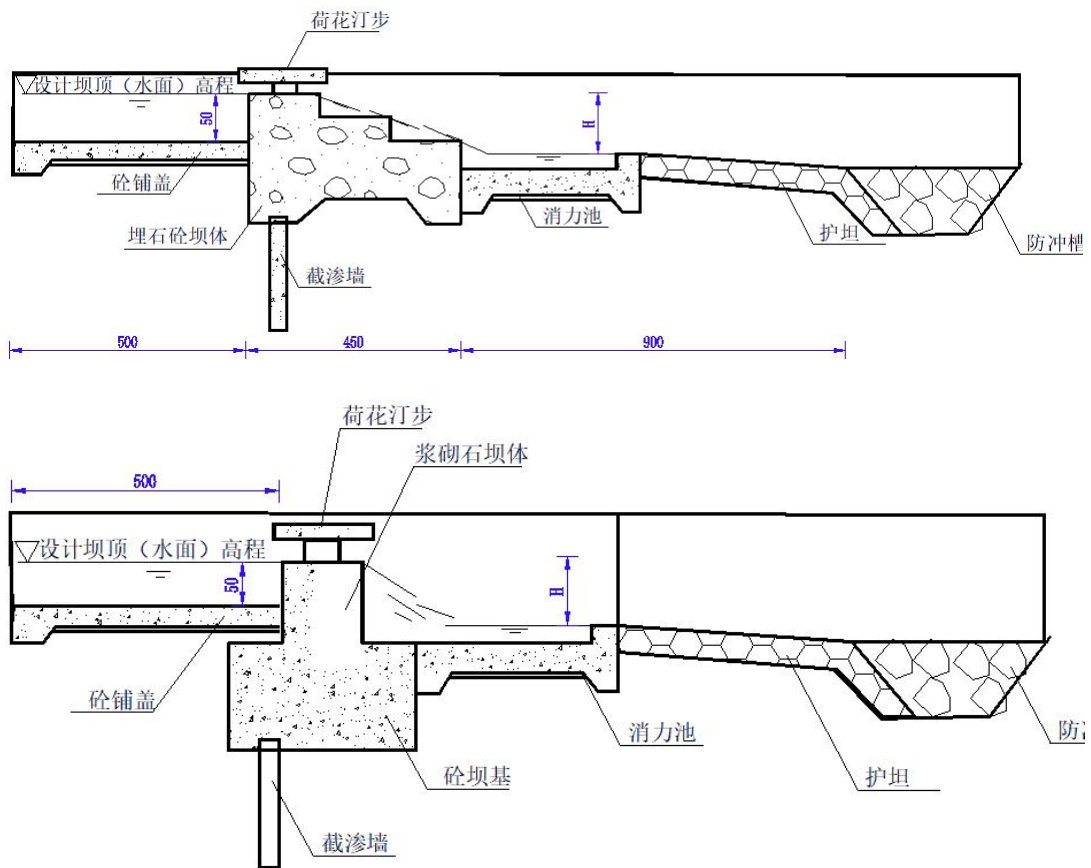 荷花汀步
设计坝顶（水面）高程
50
H
砼铺盖
消力池
埋石砼坝体
护坦
防冲槽
截渗墙
500
450
900
荷花汀步
浆砌石坝体
500
设计坝顶（水面）高程
50
H
砼铺盖
消力池
防
砼坝基
护坦
截渗墙